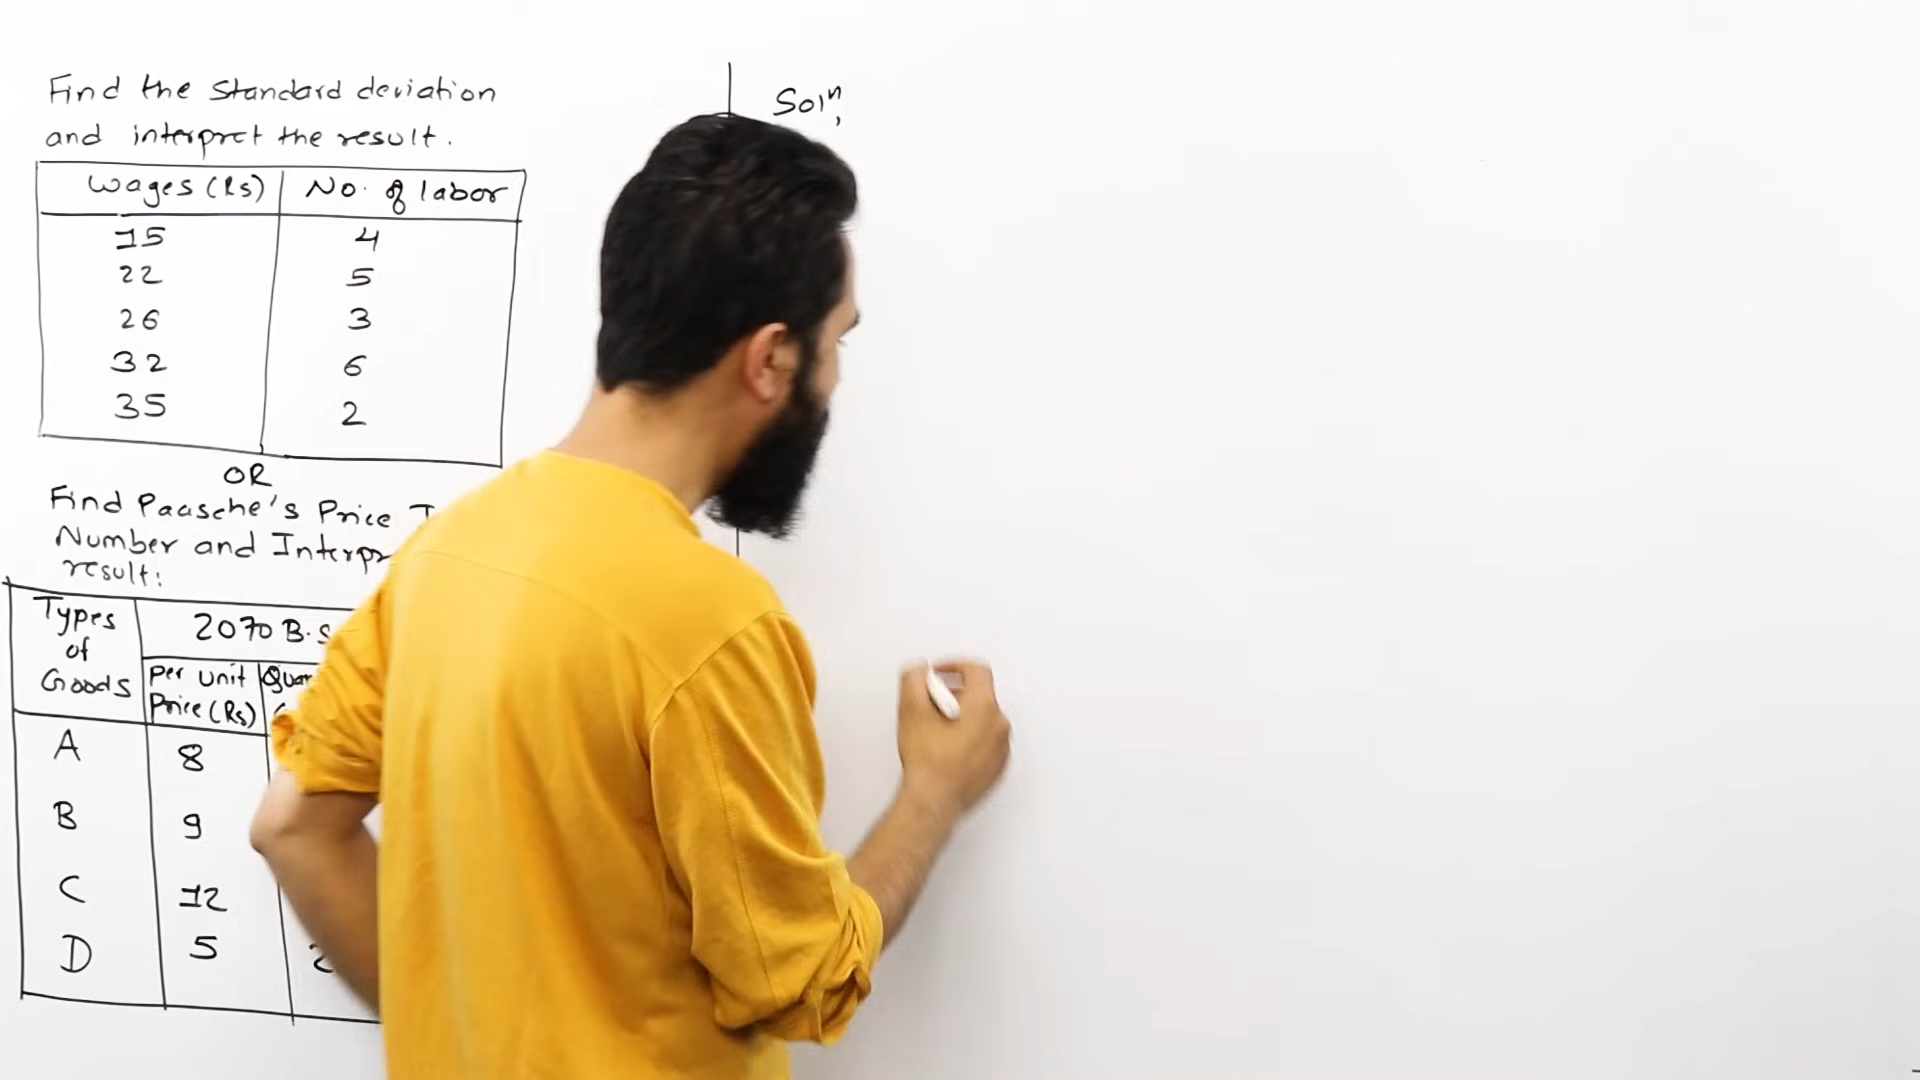 Find the standard deviation
and interpret the result.
Wages (Rs) No. of labor
15 4
22 5
26 3
32 6
35 2
OR
Find Paasche's Price
Number and
result:
Types of Goods 2070 B.S
Per unit Price (Rs)
A 8
B 9
C 12
D 5
Solⁿ,